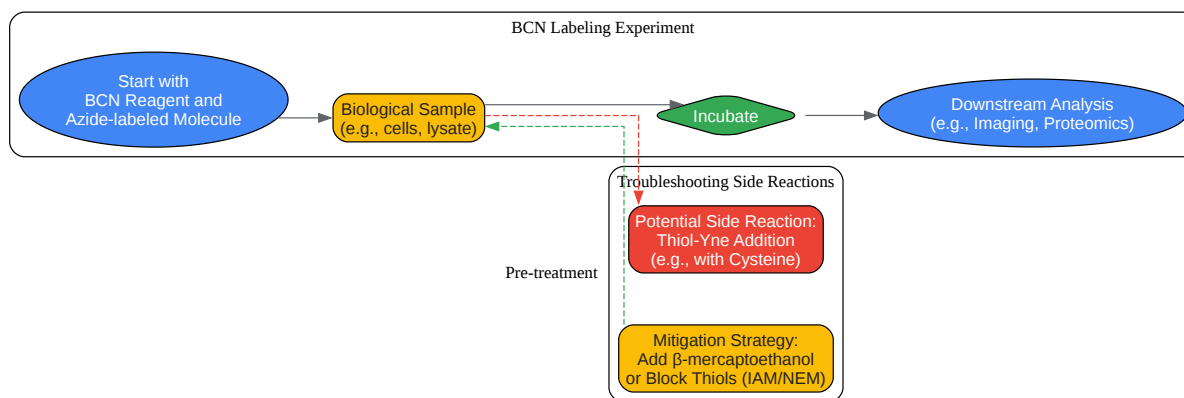 BCN Labeling Experiment
Start with
BCN Reagent and
Azide-labeled Molecule
Biological Sample
(e.g., cells, lysate)
Incubate
Downstream Analysis
(e.g., Imaging, Proteomics)
Troubleshooting Side Reactions
Potential Side Reaction:
Thiol-Yne Addition
(e.g., with Cysteine)
Pre-treatment
Mitigation Strategy:
Add β-mercaptoethanol
or Block Thiols (IAM/NEM)